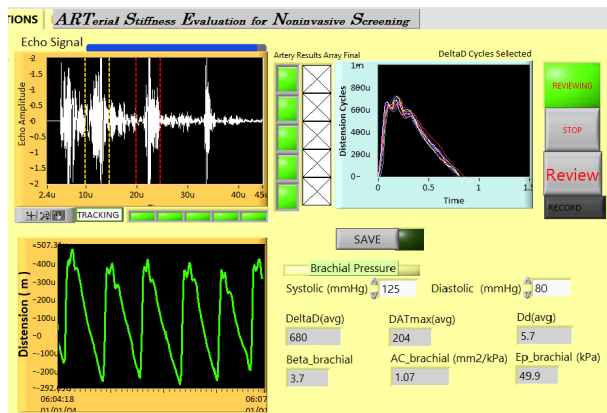 IONS
ARTerial Stiffness Evaluation for Noninvasive Screening
Echo Signal
Artery Results Array Final
DeltaD Cycles Selected
Echo Amplitude
-2
-1.5
-1
-0.5
-0
-0.5
-1
-1.5
-2
2.4u 10u 20u 30u 40u 45u
Distension Cycles
1m
800u
600u
400u
200u
0-
0 0.5 1 1.5
Time
REVIEWING
STOP
Review
RECORD
TRACKING
SAVE
Distension ( m )
=507.31u
-400u
-300u
-200u
-100u
-0
-100u
-200u
-292.0
06:04:18 06:07
01/01/04 01/01
Brachial Pressure
Systolic (mmHg) 125 Diastolic (mmHg) 80
DeltaD(avg) DATmax(avg) Dd(avg)
680 204 5.7
Beta_brachial AC_brachial (mm2/kPa) Ep_brachial (kPa)
3.7 1.07 49.9